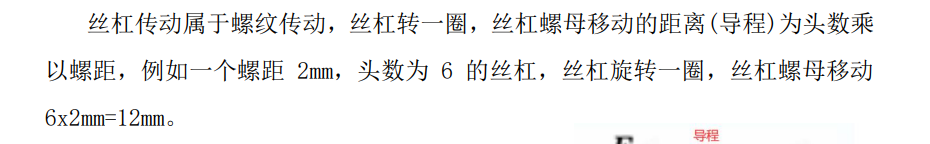 丝杠传动属于螺纹传动，丝杠转一圈，丝杠螺母移动的距离(导程)为头数乘
以螺距，例如一个螺距 2mm，头数为 6 的丝杠，丝杠旋转一圈，丝杠螺母移动
6x2mm=12mm。
导程